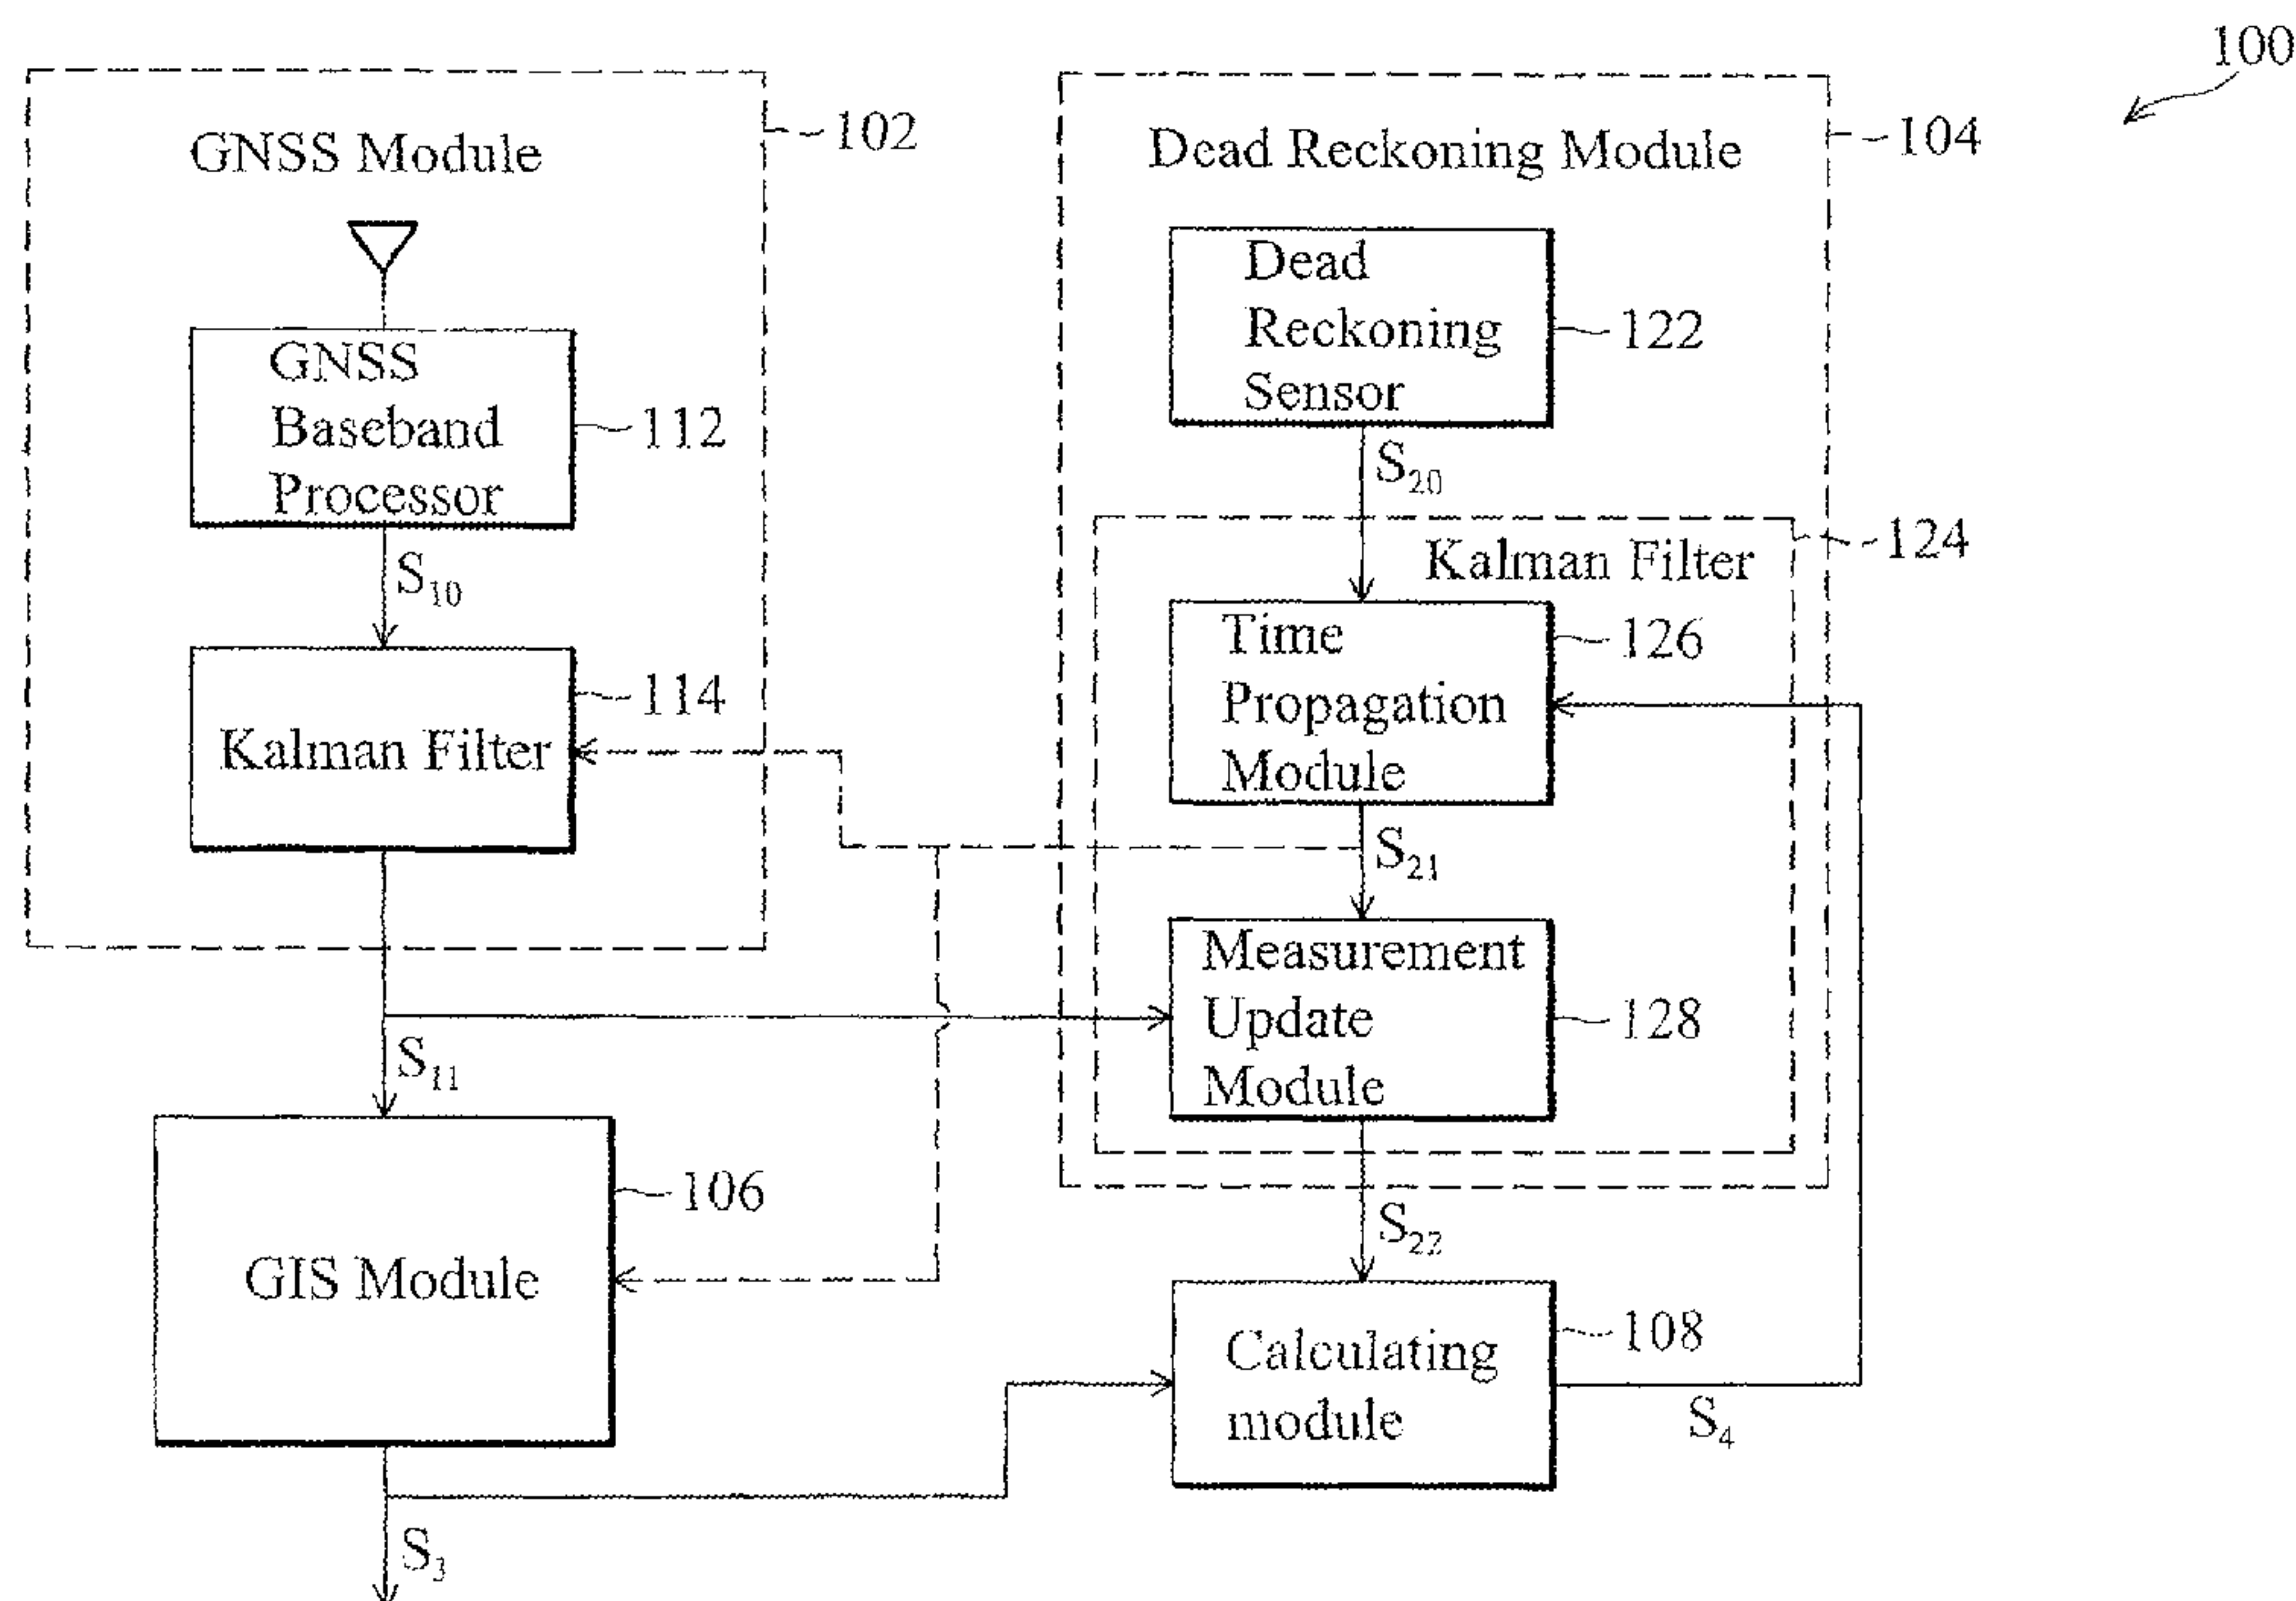 100
GNSS Module
102
Dead Reckoning Module
104
GNSS
Baseband
Processor
112
Dead
Reckoning
Sensor
122
S10
S20
Kalman Filter
124
Kalman Filter
114
Time
Propagation
Module
126
S21
S11
Measurement
Update
Module
128
GIS Module
106
S22
Calculating
module
108
S4
S3